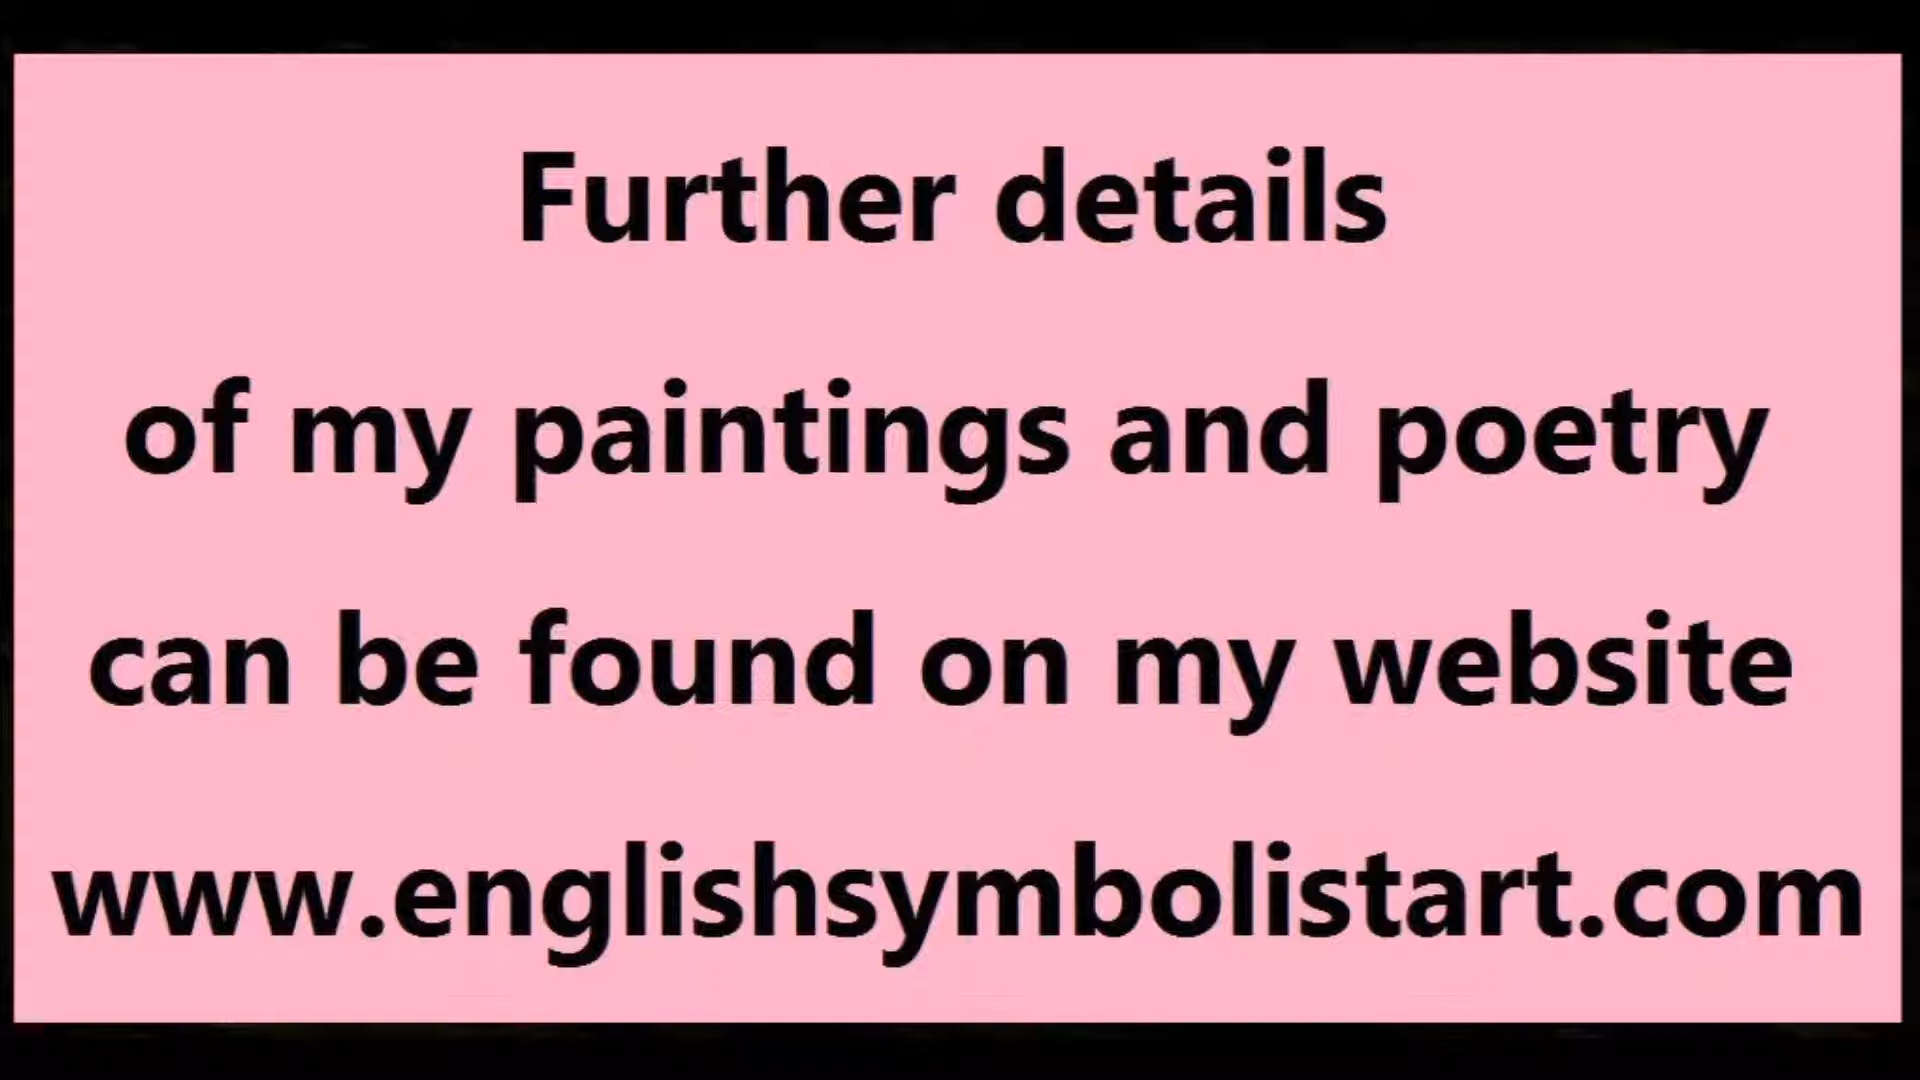 Further details
of my paintings and poetry
can be found on my website
www.englishsymbolistart.com